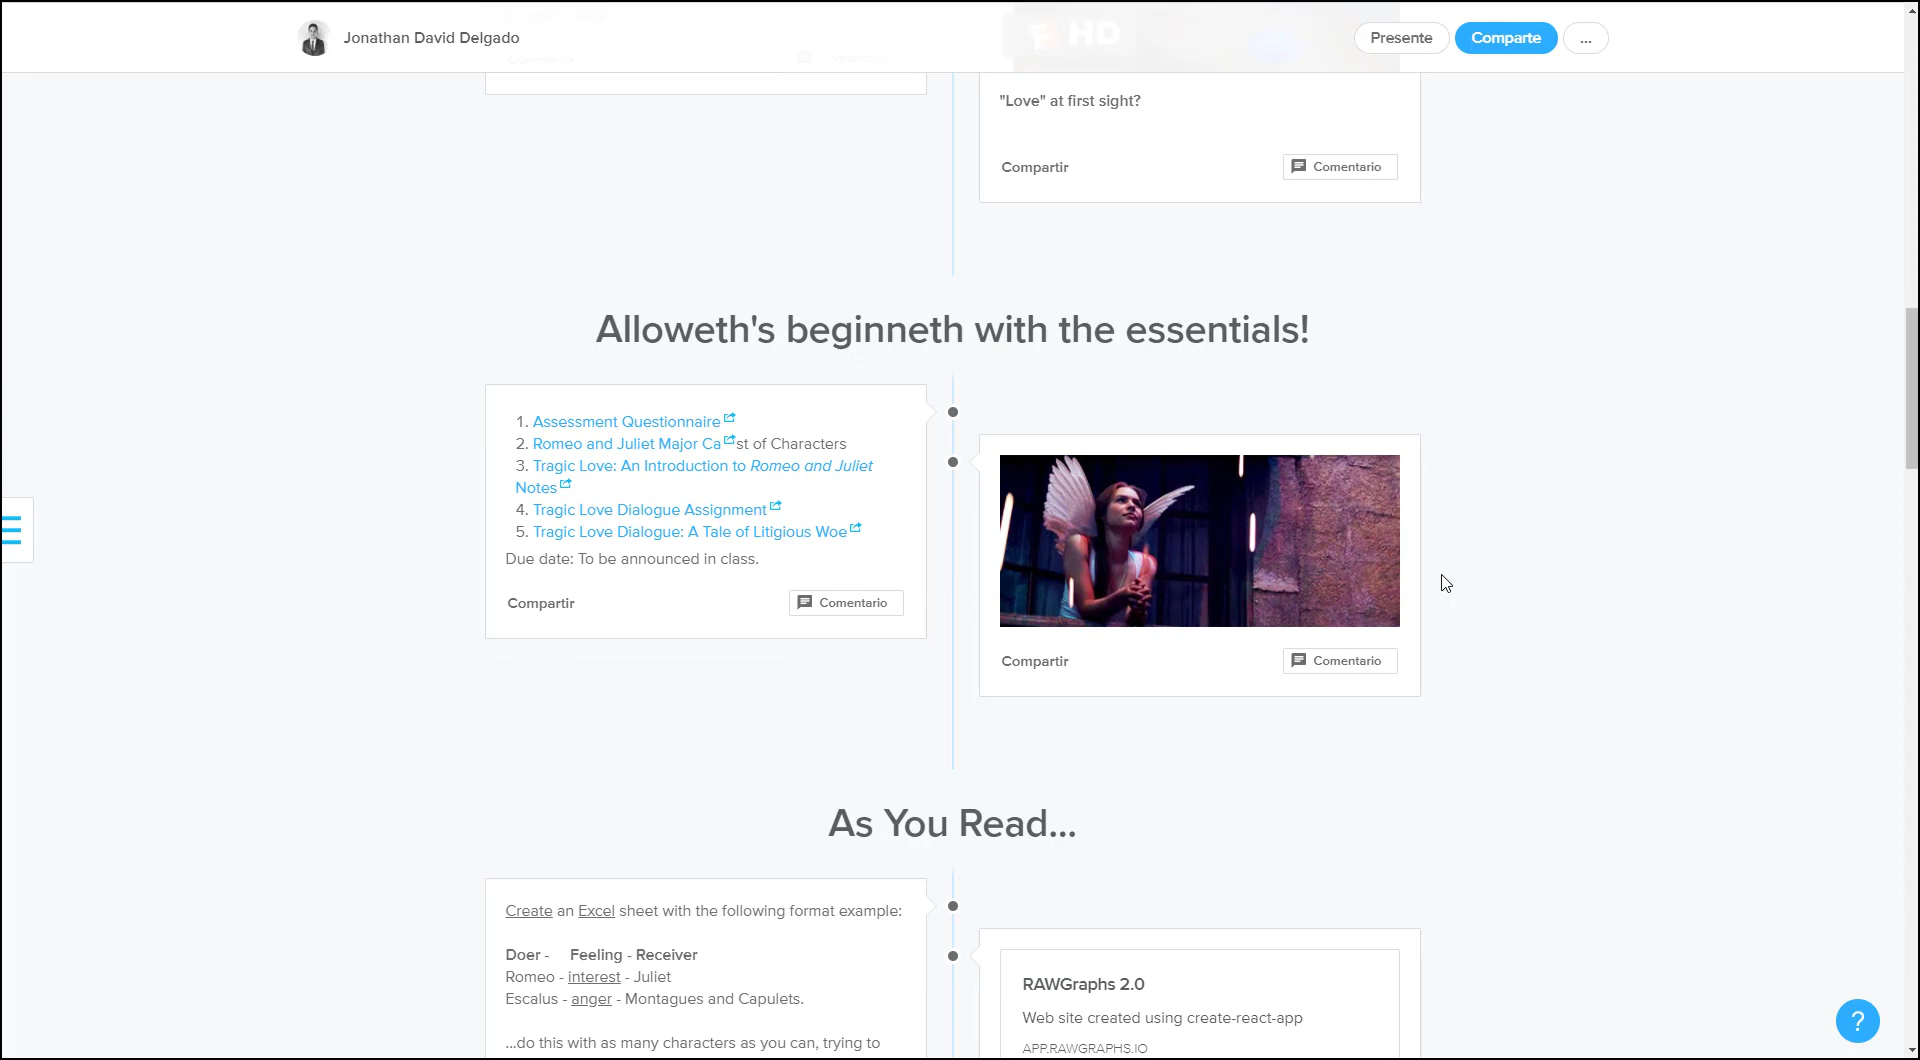 Jonathan David Delgado
HD
Presente
Comparte
...
"Love" at first sight?
Compartir
Comentario
Alloweth's beginneth with the essentials!
1. Assessment Questionnaire
2. Romeo and Juliet Major Cast of Characters
3. Tragic Love: An Introduction to Romeo and Juliet
Notes
4. Tragic Love Dialogue Assignment
5. Tragic Love Dialogue: A Tale of Litigious Woe
Due date: To be announced in class.
Compartir
Comentario
Compartir
Comentario
As You Read...
Create an Excel sheet with the following format example:
Doer - Feeling - Receiver
Romeo - interest - Juliet
Escalus - anger - Montagues and Capulets.
...do this with as many characters as you can, trying to
RAWGraphs 2.0
Web site created using create-react-app
APP.RAWGRAPHS.IO
?